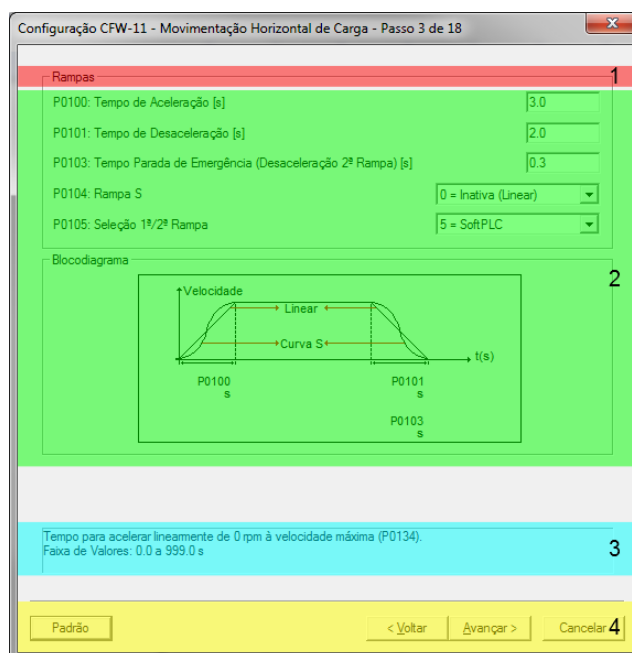 Configuração CFW-11 - Movimentação Horizontal de Carga - Passo 3 de 18
Rampas 1
P0100: Tempo de Aceleração [s] 3.0
P0101: Tempo de Desaceleração [s] 2.0
P0103: Tempo Parada de Emergência (Desaceleração 2ª Rampa) [s] 0.3
P0104: Rampa S 0 = Inativa (Linear)
P0105: Seleção 1ª/2ª Rampa 5 = SoftPLC
Blocodiagrama
2
Velocidade
Linear
Curva S
t(s)
P0100 P0101
s s
P0103
s
Tempo para acelerar linearmente de 0 rpm à velocidade máxima (P0134).
Faixa de Valores: 0.0 a 999.0 s
3
Padrão < Voltar Avançar > Cancelar 4